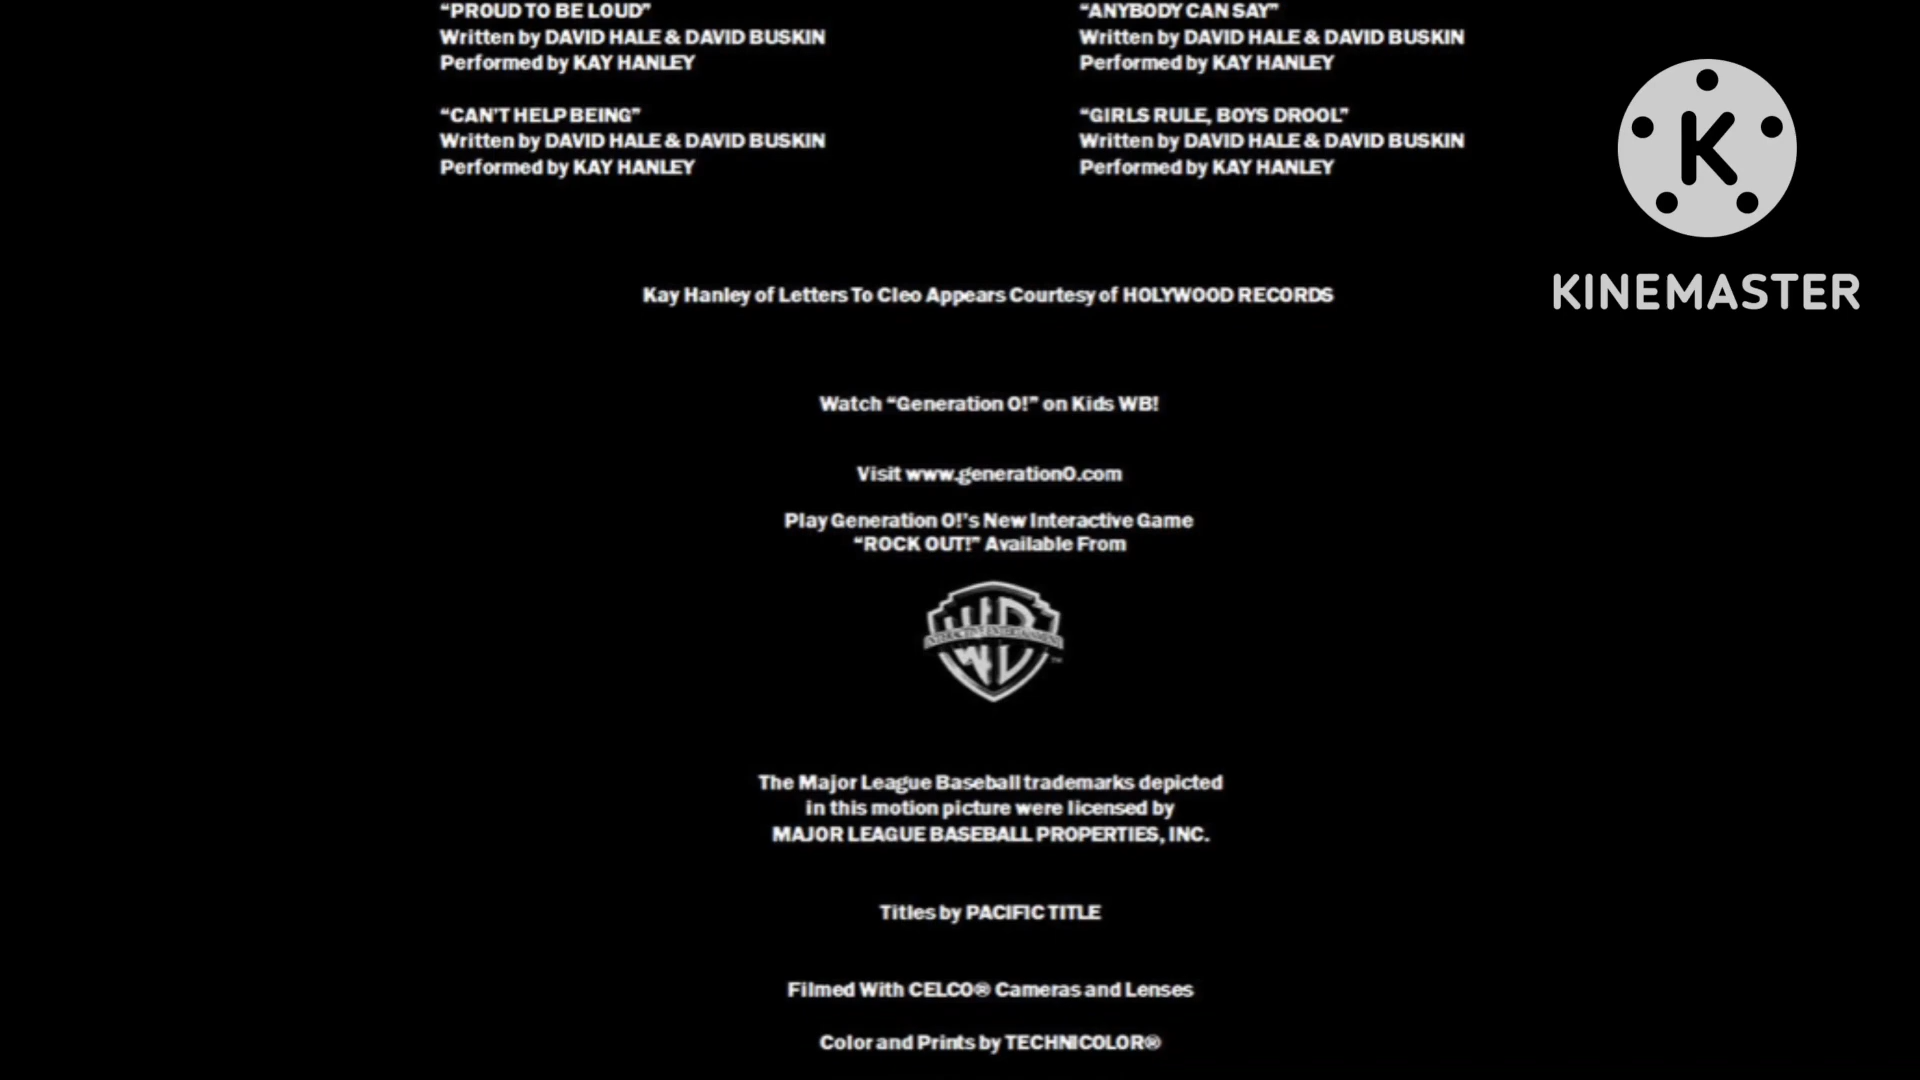 “PROUD TO BE LOUD”
Written by DAVID HALE & DAVID BUSKIN
Performed by KAY HANLEY
“CAN’T HELP BEING”
Written by DAVID HALE & DAVID BUSKIN
Performed by KAY HANLEY
“ANYBODY CAN SAY”
Written by DAVID HALE & DAVID BUSKIN
Performed by KAY HANLEY
“GIRLS RULE, BOYS DROOL”
Written by DAVID HALE & DAVID BUSKIN
Performed by KAY HANLEY
K
KINEMASTER
Kay Hanley of Letters To Cleo Appears Courtesy of HOLYWOOD RECORDS
Watch “Generation O!” on Kids WB!
Visit www.generationO.com
Play Generation O!’s New Interactive Game
“ROCK OUT!” Available From
WB
INTERACTIVE ENTERTAINMENT
TM
The Major League Baseball trademarks depicted
in this motion picture were licensed by
MAJOR LEAGUE BASEBALL PROPERTIES, INC.
Titles by PACIFIC TITLE
Filmed With CELCO® Cameras and Lenses
Color and Prints by TECHNICOLOR®